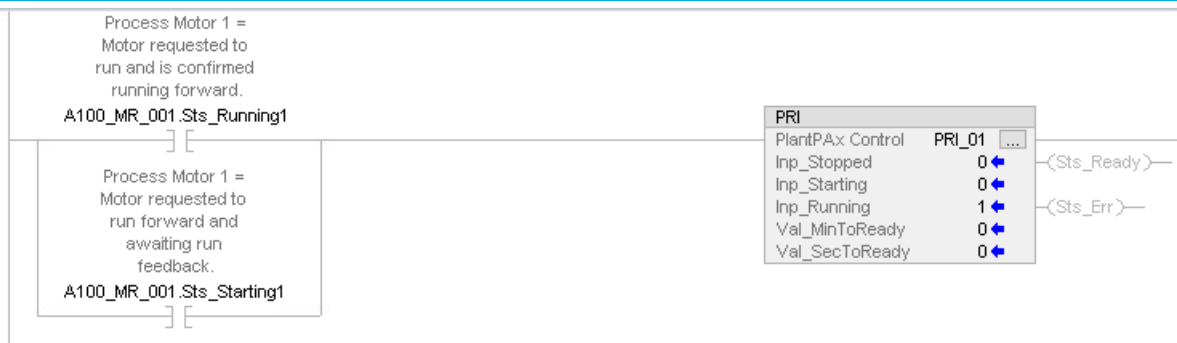 Process Motor 1 =
Motor requested to
run and is confirmed
running forward.
A100_MR_001.Sts_Running1
Process Motor 1 =
Motor requested to
run forward and
awaiting run
feedback.
A100_MR_001.Sts_Starting1
PRI
PlantPAx Control PRI_01 ...
Inp_Stopped 0
Inp_Starting 0
Inp_Running 1
Val_MinToReady 0
Val_SecToReady 0
Sts_Ready
Sts_Err